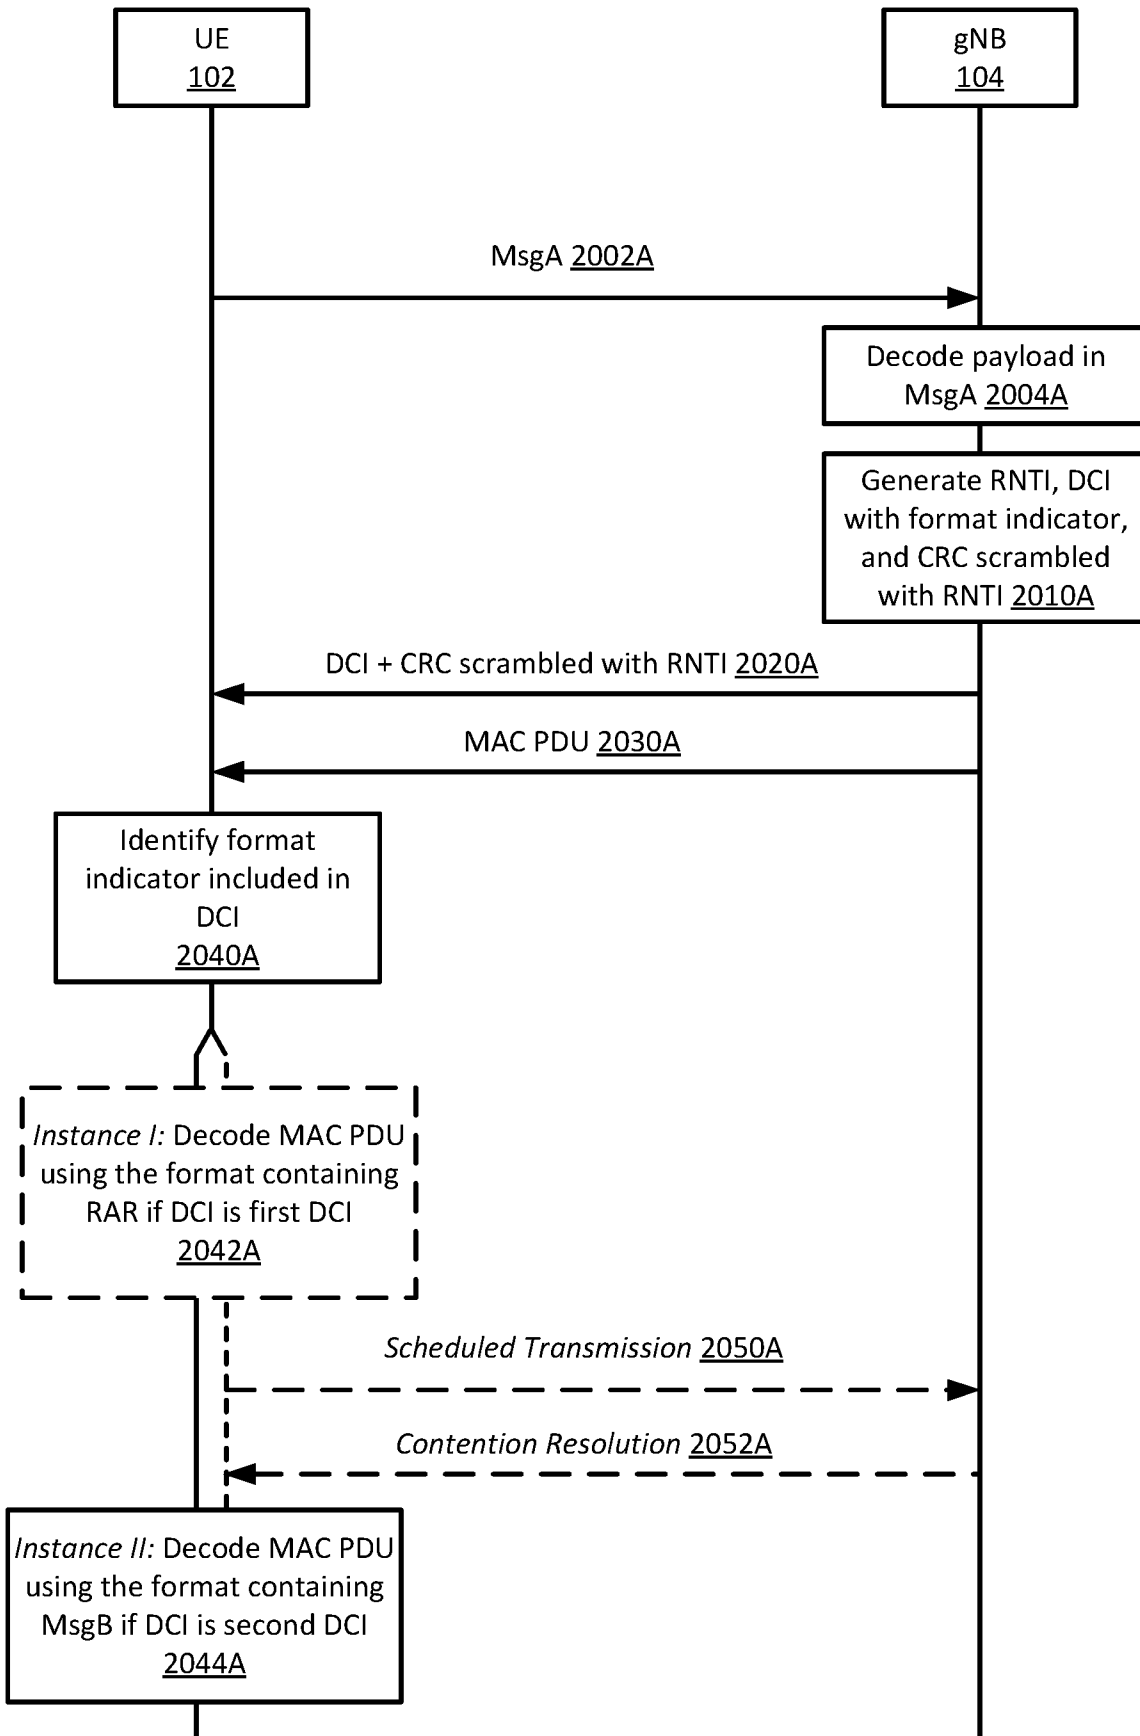 UE
102
gNB
104
MsgA 2002A
Decode payload in
MsgA 2004A
Generate RNTI, DCI
with format indicator,
and CRC scrambled
with RNTI 2010A
DCI + CRC scrambled with RNTI 2020A
MAC PDU 2030A
Identify format
indicator included in
DCI
2040A
Instance I: Decode MAC PDU
using the format containing
RAR if DCI is first DCI
2042A
Scheduled Transmission 2050A
Contention Resolution 2052A
Instance II: Decode MAC PDU
using the format containing
MsgB if DCI is second DCI
2044A